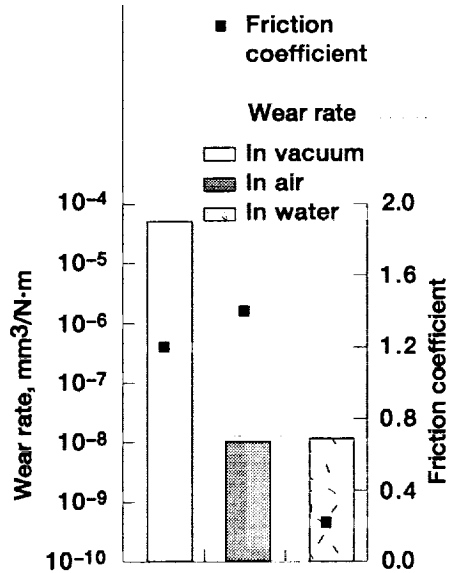 Friction
coefficient
Wear rate
In vacuum
In air
In water
10⁻⁴
10⁻⁵
10⁻⁶
10⁻⁷
10⁻⁸
10⁻⁹
10⁻¹⁰
Wear rate, mm³/N·m
2.0
1.6
1.2
0.8
0.4
0.0
Friction coefficient